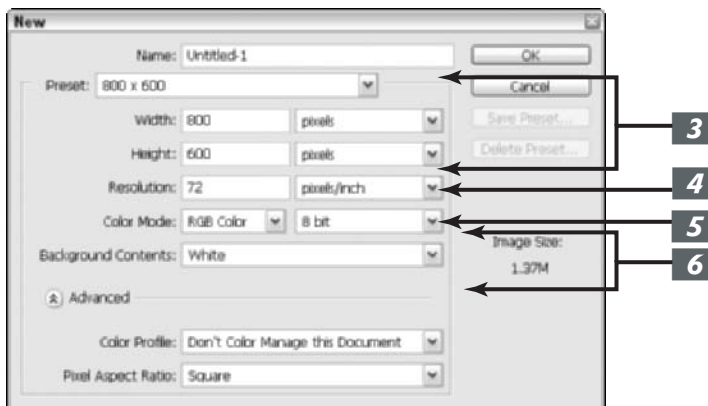 New
Name: Untitled-1
OK
Preset: 800 x 600
Cancel
Width: 800 pixels
Save Preset...
3
Height: 600 pixels
Delete Preset...
Resolution: 72 pixels/inch
4
Color Mode: RGB Color 8 bit
5
Image Size:
Background Contents: White
1.37M
6
Advanced
Color Profile: Don't Color Manage this Document
Pixel Aspect Ratio: Square